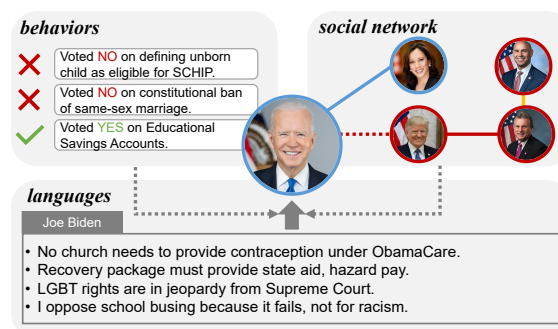 behaviors
Voted NO on defining unborn
child as eligible for SCHIP.
Voted NO on constitutional ban
of same-sex marriage.
Voted YES on Educational
Savings Accounts.
social network
languages
Joe Biden
• No church needs to provide contraception under ObamaCare.
• Recovery package must provide state aid, hazard pay.
• LGBT rights are in jeopardy from Supreme Court.
• I oppose school busing because it fails, not for racism.